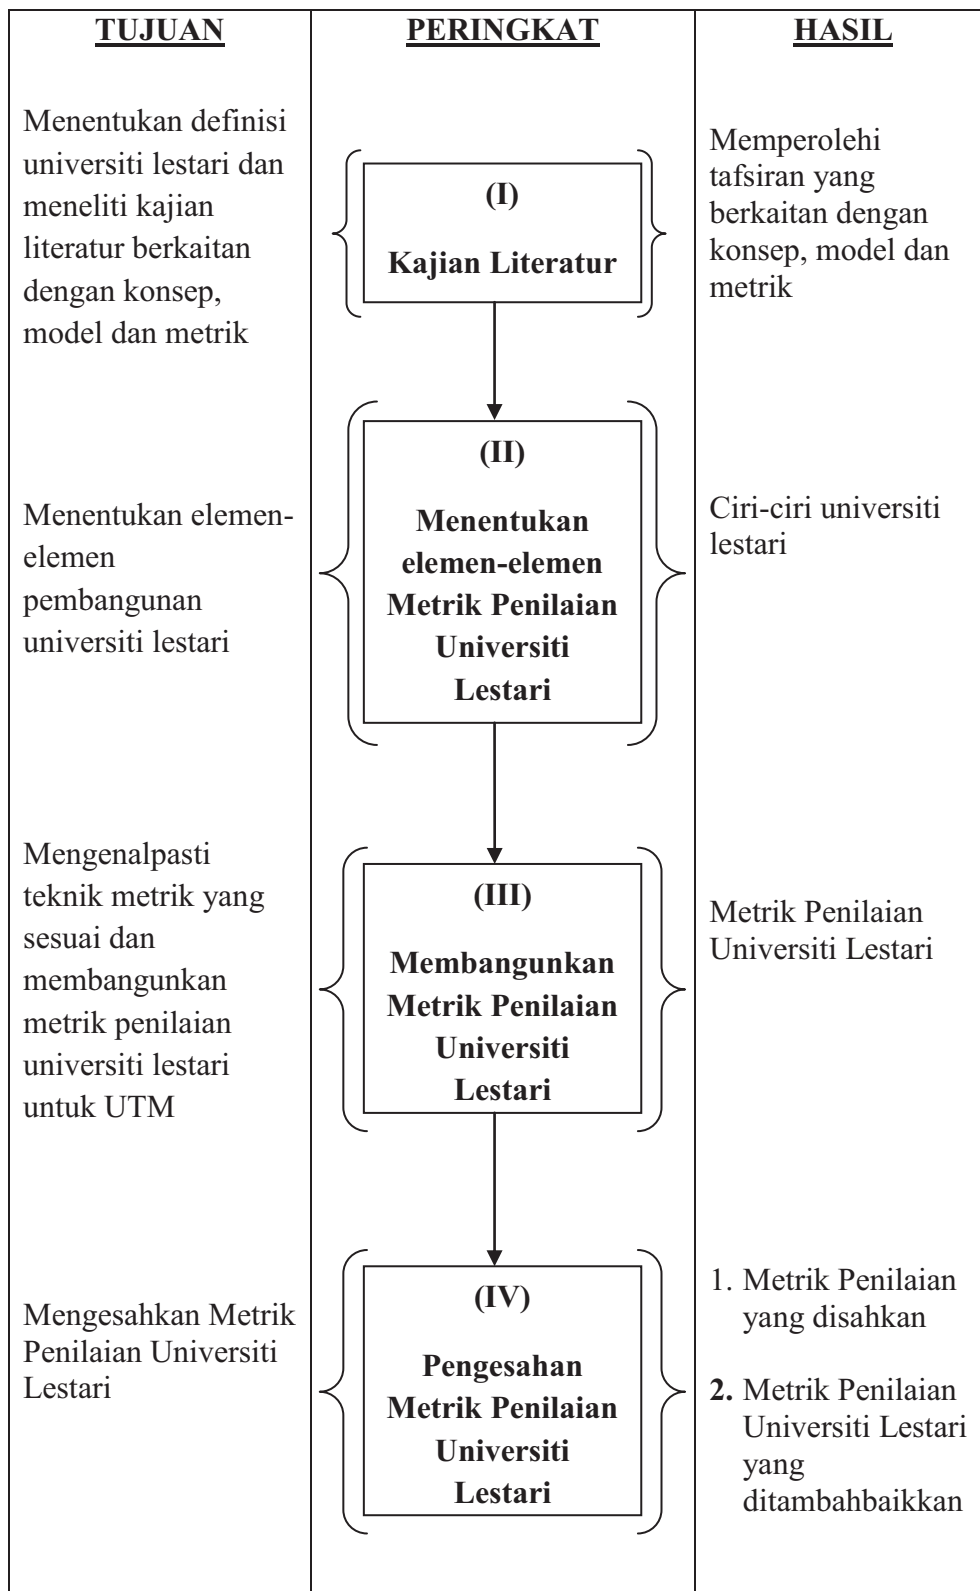 TUJUAN
PERINGKAT
HASIL
Menentukan definisi
universiti lestari dan
meneliti kajian
literatur berkaitan
dengan konsep,
model dan metrik
(I)
Kajian Literatur
Memperolehi
tafsiran yang
berkaitan dengan
konsep, model dan
metrik
Menentukan elemen-
elemen
pembangunan
universiti lestari
(II)
Menentukan
elemen-elemen
Metrik Penilaian
Universiti
Lestari
Ciri-ciri universiti
lestari
Mengenalpasti
teknik metrik yang
sesuai dan
membangunkan
metrik penilaian
universiti lestari
untuk UTM
(III)
Membangunkan
Metrik Penilaian
Universiti
Lestari
Metrik Penilaian
Universiti Lestari
Mengesahkan Metrik
Penilaian Universiti
Lestari
(IV)
Pengesahan
Metrik Penilaian
Universiti
Lestari
1. Metrik Penilaian
yang disahkan
2. Metrik Penilaian
Universiti Lestari
yang
ditambahbaikkan